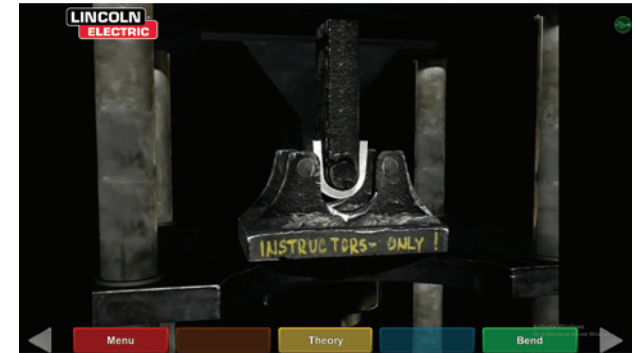 LINCOLN
ELECTRIC
INSTRUCTORS- ONLY !
Menu
Theory
Bend